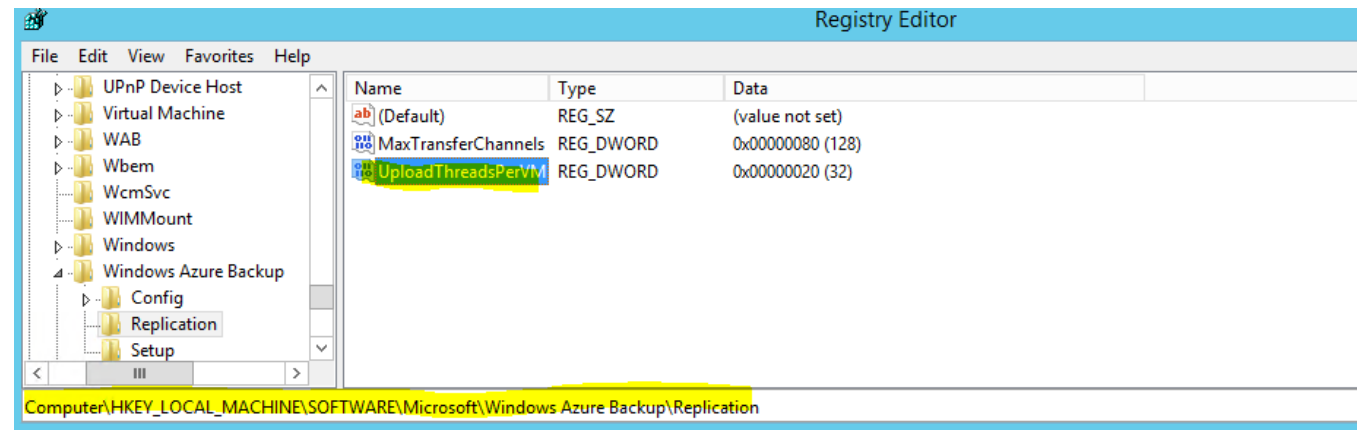 Registry Editor
File Edit View Favorites Help
UPnP Device Host
Virtual Machine
WAB
Wbem
WcmSvc
WIMMount
Windows
Windows Azure Backup
Config
Replication
Setup
Name Type Data
(Default) REG_SZ (value not set)
MaxTransferChannels REG_DWORD 0x00000080 (128)
UploadThreadsPerVM REG_DWORD 0x00000020 (32)
Computer\HKEY_LOCAL_MACHINE\SOFTWARE\Microsoft\Windows Azure Backup\Replication